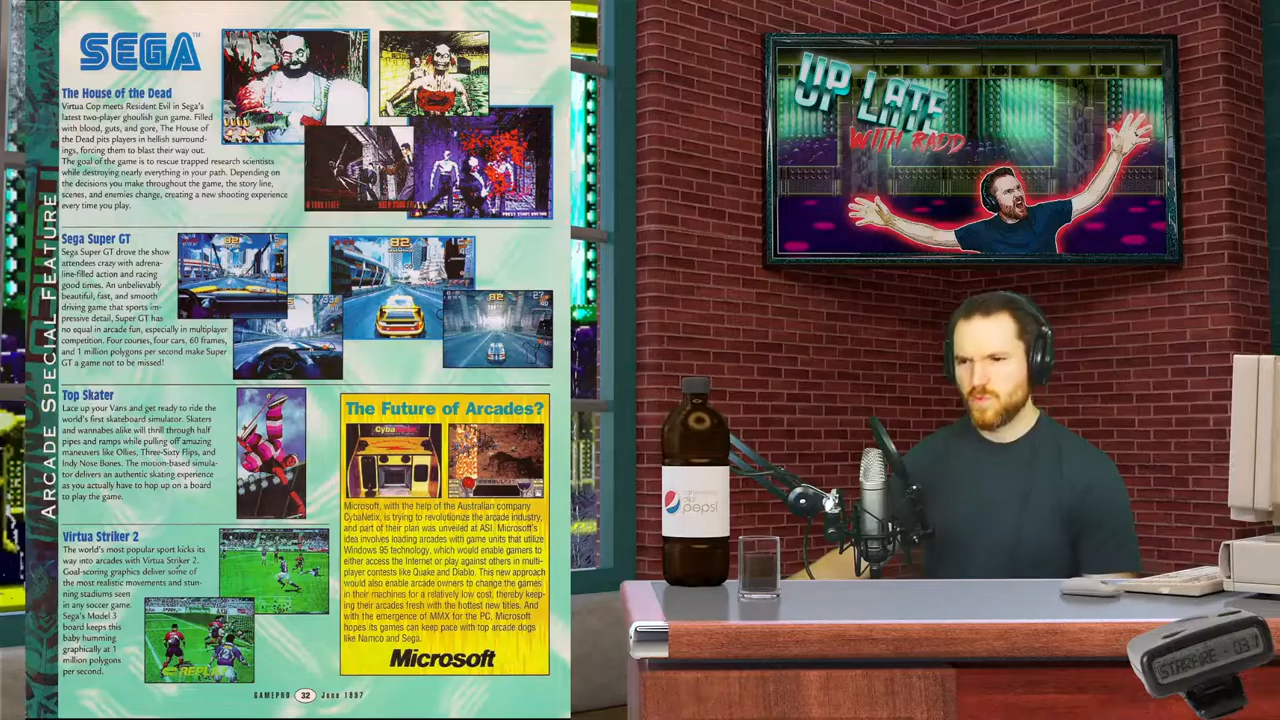 SEGA™
The House of the Dead
Virtua Cop meets Resident Evil in Sega's
latest two-player ghoulish gun game. Filled
with blood, guts, and gore, The House of
the Dead pits players in hellish surround-
ings, forcing them to blast their way out.
The goal of the game is to rescue trapped research scientists
while destroying nearly everything in your path. Depending on
the decisions you make throughout the game, the story line,
scenes, and enemies change, creating a new shooting experience
every time you play.
Sega Super GT
Sega Super GT drove the show
attendees crazy with adrena-
line-filled action and racing
good times. An unbelievably
beautiful, fast, and smooth
driving game that sports im-
pressive detail, Super GT has
no equal in arcade fun, especially in multiplayer
competition. Four courses, four cars, 60 frames,
and 1 million polygons per second make Super
GT a game not to be missed!
Top Skater
Lace up your Vans and get ready to ride the
world's first skateboard simulator. Skaters
and wannabes alike will thrill through half
pipes and ramps while pulling off amazing
maneuvers like Ollies, Three-Sixty Flips, and
Indy Nose Bones. The motion-based simula-
tor delivers an authentic skating experience
as you actually have to hop up on a board
to play the game.
Virtua Striker 2
The world's most popular sport kicks its
way into arcades with Virtua Striker 2.
Goal-scoring graphics deliver some of
the most realistic movements and stun-
ning stadiums seen
in any soccer game.
Sega's Model 3
board keeps this
baby humming
graphically at 1
million polygons
per second.
REPLAY
The Future of Arcades?
Microsoft, with the help of the Australian company
CybaNetix, is trying to revolutionize the arcade industry,
and part of their plan was unveiled at ASI. Microsoft's
idea involves loading arcades with game units that utilize
Windows 95 technology, which would enable gamers to
either access the Internet or play against others in multi-
player contests like Quake and Diablo. This new approach
would also enable arcade owners to change the games
in their machines for a relatively low cost, thereby keep-
ing their arcades fresh with the hottest new titles. And
with the emergence of MMX for the PC, Microsoft
hopes its games can keep pace with top arcade dogs
like Namco and Sega.
Microsoft
ARCADE SPECIAL FEATURE
GAMEPRO 32 June 1997
UP LATE
WITH RADD
pepsi
STARFIRE - 03